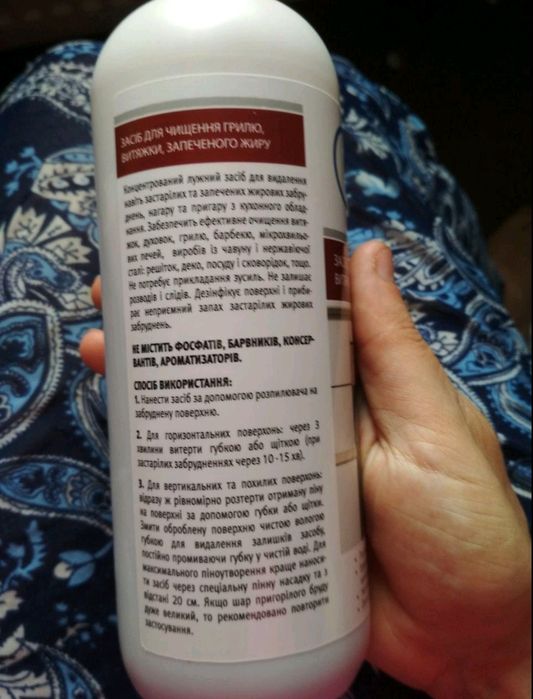 ЗАСІБ ДЛЯ ЧИЩЕННЯ ГРИЛЮ,
ВИТЯЖКИ, ЗАПЕЧЕНОГО ЖИРУ
Концентрований лужний засіб для видалення
навіть застарілих та запечених жирових забру-
днень, нагару та пригару з кухонного облад-
нання. Забезпечить ефективне очищення витя-
жок, духовок, грилю, барбекю, мікрохвильо-
вих печей, виробів із чавуну і нержавіючої
сталі: решіток, деко, посуду і сковорідок, тощо.
Не потребує прикладання зусиль. Не залишає
розводів і слідів. Дезінфікує поверхні і приби-
рає неприємний запах застарілих жирових
забруднень.
НЕ МІСТИТЬ ФОСФАТІВ, БАРВНИКІВ, КОНСЕР-
ВАНТІВ, АРОМАТИЗАТОРІВ.
СПОСІБ ВИКОРИСТАННЯ:
1. Нанести засіб за допомогою розпилювача на
забруднену поверхню.
2. Для горизонтальних поверхонь: через 3
хвилини витерти губкою або щіткою (при
застарілих забрудненнях через 10-15 хв).
3. Для вертикальних та похилих поверхонь:
відразу ж рівномірно розтерти отриману піну
на поверхні за допомогою губки або щітки.
Змити оброблену поверхню чистою вологою
губкою для видалення залишків засобу,
постійно промиваючи губку у чистій воді. Для
максимального піноутворення краще наноси-
ти засіб через спеціальну пінну насадку та з
відстані 20 см. Якщо шар пригорілого бруду
дуже великий, то рекомендовано повторити
застосування.